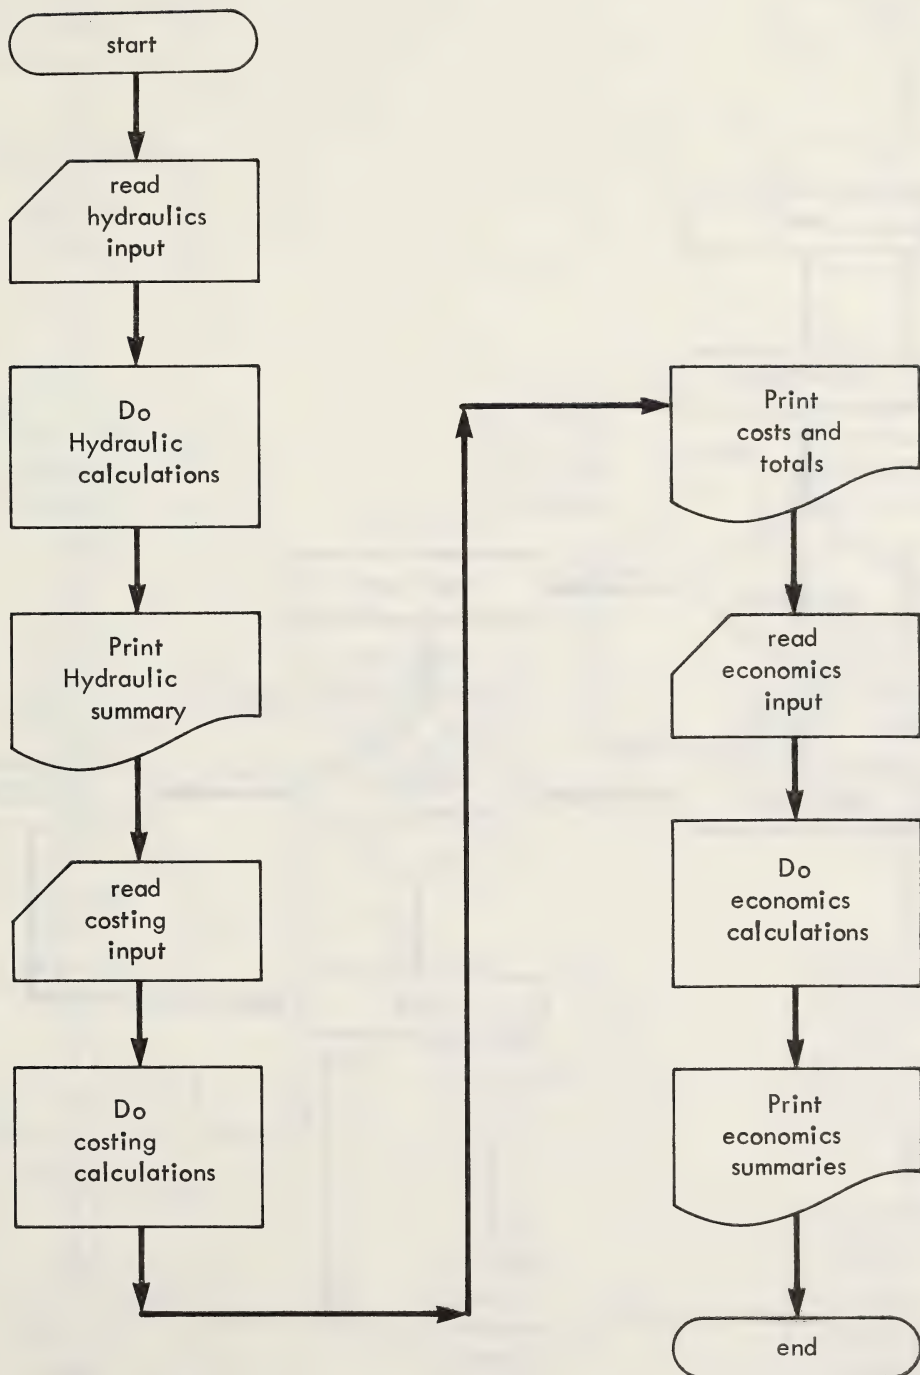 start
read
hydraulics
input
Do
Hydraulic
calculations
Print
Hydraulic
summary
read
costing
input
Do
costing
calculations
Print
costs and
totals
read
economics
input
Do
economics
calculations
Print
economics
summaries
end